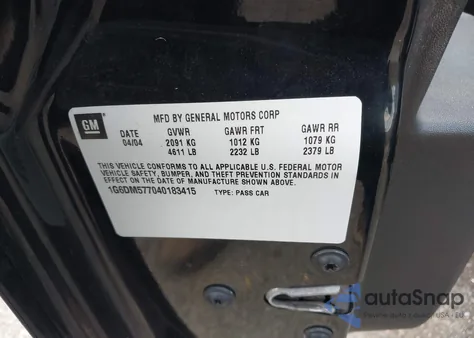 GM
MFD BY GENERAL MOTORS CORP
DATE GVWR GAWR FRT GAWR RR
04/04 2091 KG 1012 KG 1079 KG
4611 LB 2232 LB 2379 LB
THIS VEHICLE CONFORMS TO ALL APPLICABLE U.S. FEDERAL MOTOR
VEHICLE SAFETY, BUMPER, AND THEFT PREVENTION STANDARDS IN
EFFECT ON THE DATE OF MANUFACTURE SHOWN ABOVE.
1G6DM577040183415 TYPE: PASS CAR
autoSnap